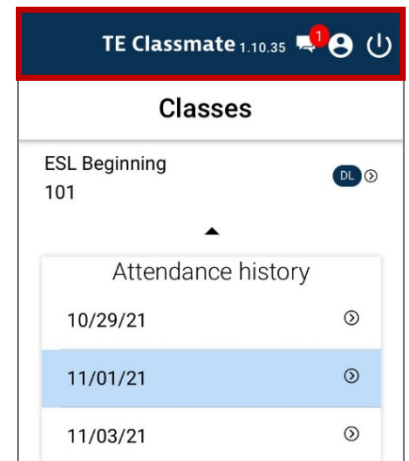 TE Classmate 1.10.35 1
Classes
ESL Beginning DL
101
Attendance history
10/29/21
11/01/21
11/03/21